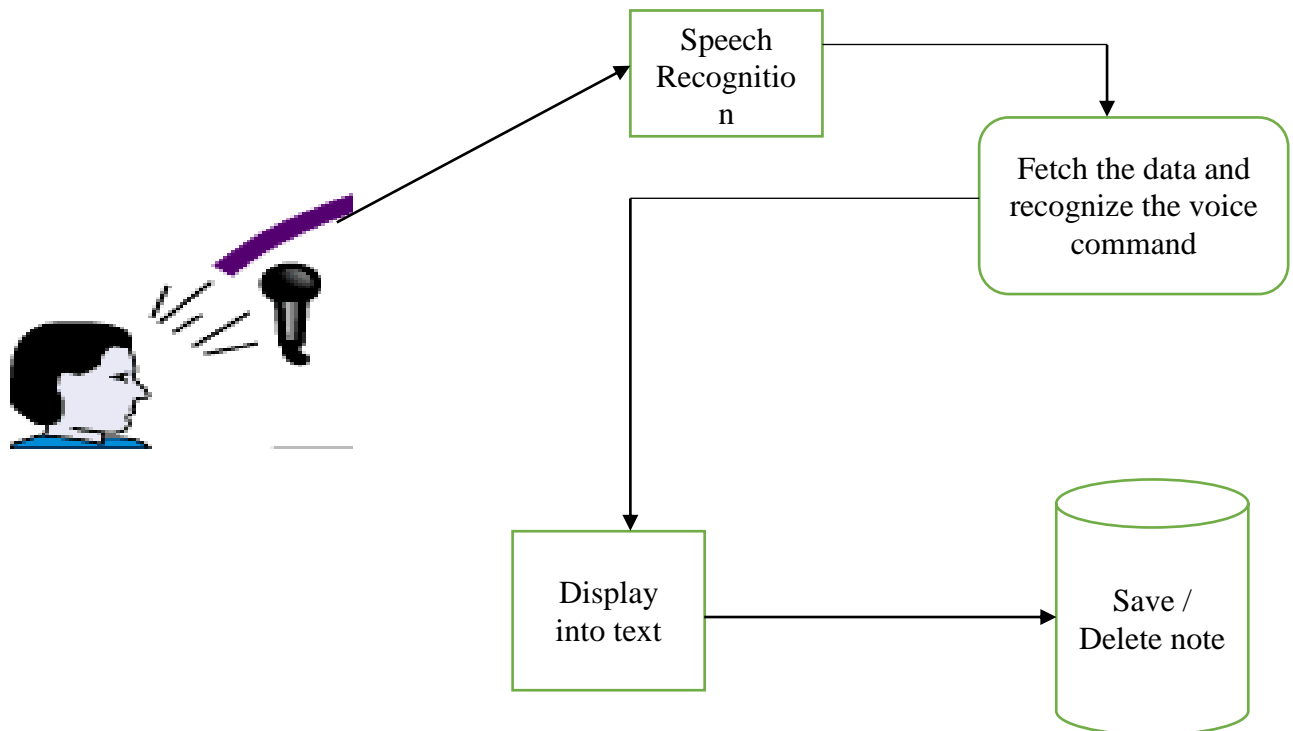 Speech
Recognitio
n
Fetch the data and
recognize the voice
command
Display
into text
Save /
Delete note